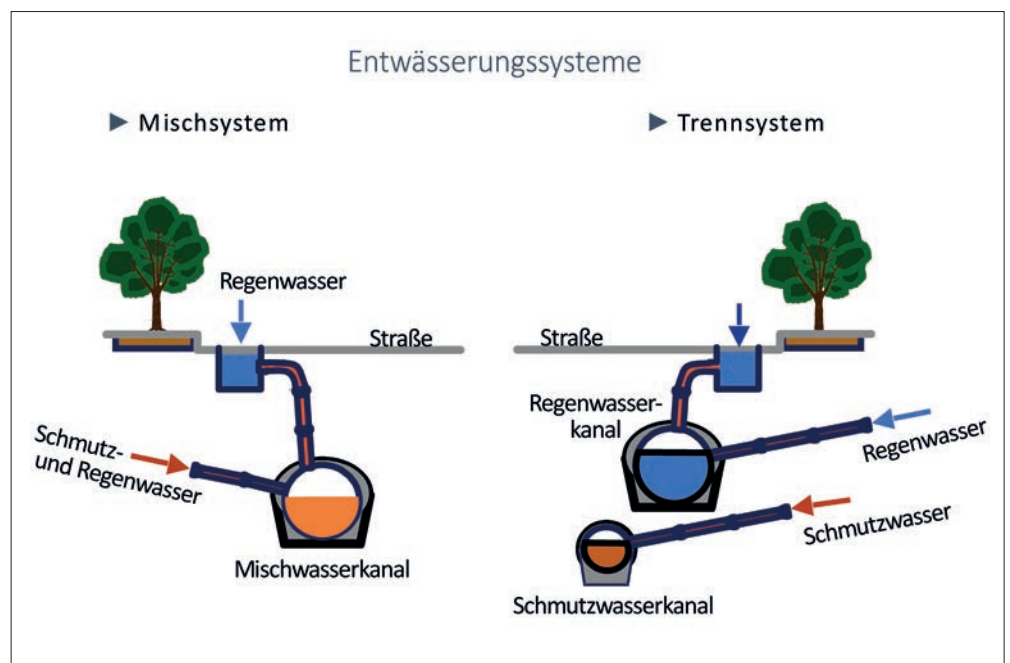 Entwässerungssysteme
Mischsystem
Regenwasser
Straße
Schmutz-
und Regenwasser
Mischwasserkanal
Trennsystem
Straße
Regenwasser-
kanal
Regenwasser
Schmutzwasser
Schmutzwasserkanal